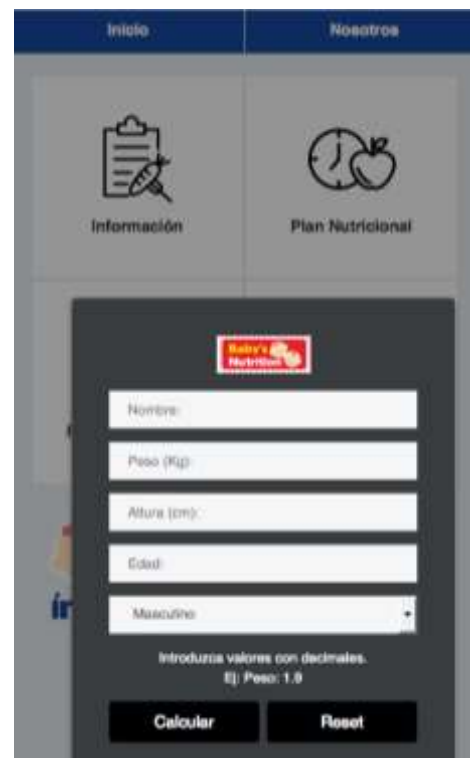 Inicio Nosotros
Información Plan Nutricional
Baby's
Nutrition
Nombre:
Peso (Kg):
Altura (cm):
Edad:
Masculino
Introduzca valores con decimales.
Ej: Peso: 1.9
Calcular Reset